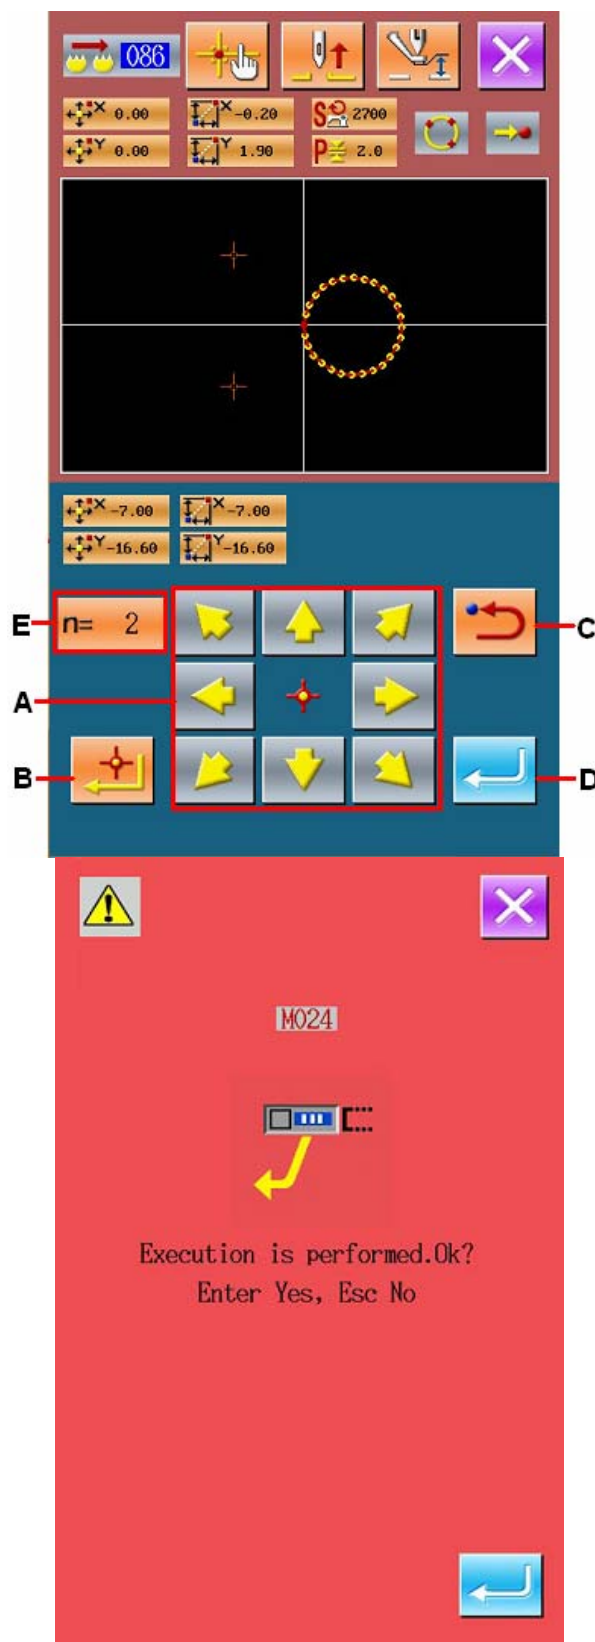 086
X 0.00 X -0.20 S 2700
Y 0.00 Y 1.90 P 2.0
X -7.00 X -7.00
Y -16.60 Y -16.60
E n= 2 C
A
B D
M024
Execution is performed.Ok?
Enter Yes, Esc No